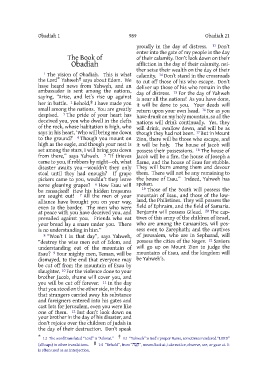 Obadiah 1
989
Obadiah 21
The Book of
Obadiah
1 The vision of Obadiah. This is what
the Lord* Yahweh† says about Edom. We
have heard news from Yahweh, and an
ambassador is sent among the nations,
saying, “Arise, and let’s rise up against
her in battle. 2 Behold,‡ I have made you
small among the nations. You are greatly
despised. 3 The pride of your heart has
deceived you, you who dwell in the clefts
of the rock, whose habitation is high, who
says in his heart, ‘Who will bring me down
to the ground?’ 4 Though you mount on
high as the eagle, and though your nest is
set among the stars, I will bring you down
from there,” says Yahweh. 5 “If thieves
came to you, if robbers by night—oh, what
disaster awaits you—wouldn’t they only
steal until they had enough? If grape
pickers came to you, wouldn’t they leave
some gleaning grapes? 6 How Esau will
be ransacked! How his hidden treasures
are sought out! 7 All the men of your
alliance have brought you on your way,
even to the border. The men who were
at peace with you have deceived you, and
prevailed against you. Friends who eat
your bread lay a snare under you. There
is no understanding in him.”
8 “Won’t I in that day”, says Yahweh,
“destroy the wise men out of Edom, and
understanding out of the mountain of
Esau? 9 Your mighty men, Teman, will be
dismayed, to the end that everyone may
be cut off from the mountain of Esau by
slaughter. 10 For the violence done to your
brother Jacob, shame will cover you, and
you will be cut off forever. 11 In the day
that you stood on the other side, in the day
that strangers carried away his substance
and foreigners entered into his gates and
cast lots for Jerusalem, even you were like
one of them. 12 But don’t look down on
your brother in the day of his disaster, and
don’t rejoice over the children of Judah in
the day of their destruction. Don’t speak
proudly in the day of distress. 13 Don’t
enter into the gate of my people in the day
of their calamity. Don’t look down on their
affliction in the day of their calamity, nei-
ther seize their wealth on the day of their
calamity. 14 Don’t stand in the crossroads
to cut off those of his who escape. Don’t
deliver up those of his who remain in the
day of distress. 15 For the day of Yahweh
is near all the nations! As you have done,
it will be done to you. Your deeds will
return upon your own head. 16 For as you
have drunk on my holy mountain, so all the
nations will drink continually. Yes, they
will drink, swallow down, and will be as
though they had not been. 17 But in Mount
Zion, there will be those who escape, and
it will be holy. The house of Jacob will
possess their possessions. 18 The house of
Jacob will be a fire, the house of Joseph a
flame, and the house of Esau for stubble.
They will burn among them and devour
them. There will not be any remaining to
the house of Esau.” Indeed, Yahweh has
spoken.
19 Those of the South will possess the
mountain of Esau, and those of the low-
land, the Philistines. They will possess the
field of Ephraim, and the field of Samaria.
Benjamin will possess Gilead. 20 The cap-
tives of this army of the children of Israel,
who are among the Canaanites, will pos-
sess even to Zarephath; and the captives
of Jerusalem, who are in Sepharad, will
possess the cities of the Negev. 21 Saviors
will go up on Mount Zion to judge the
mountains of Esau, and the kingdom will
be Yahweh’s.
* 1:1 The word translated “Lord” is “Adonai.” † 1:1 “Yahweh” is God’s proper Name, sometimes rendered “LORD”
(all caps) in other translations. ‡ 1:2 “Behold”, from “הִנֵּה”, means look at, take notice, observe, see, or gaze at. It
is often used as an interjection.